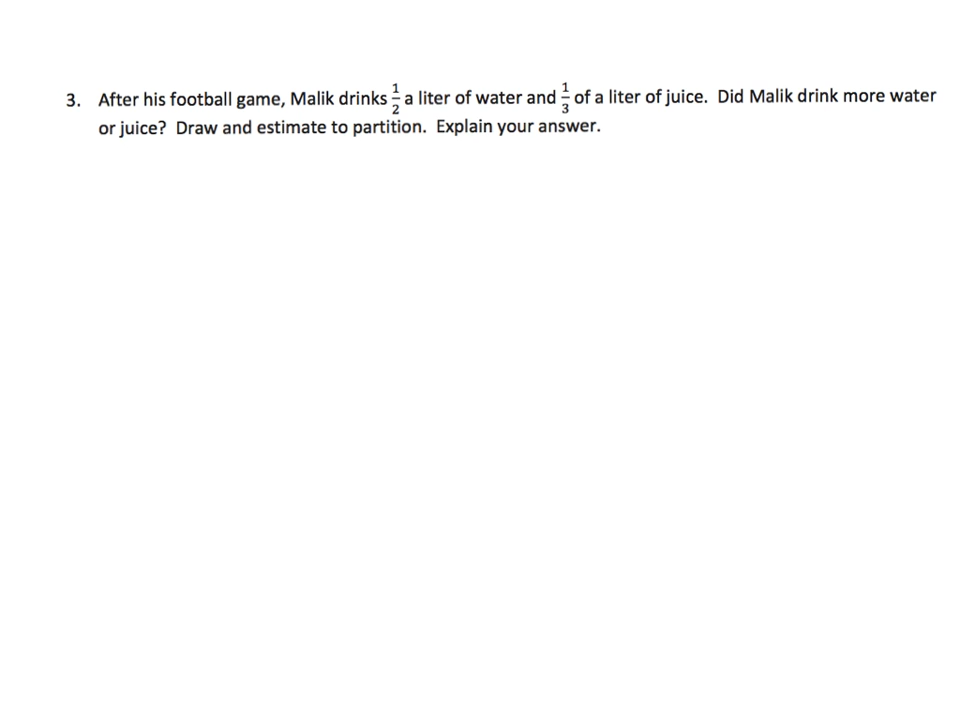 3. After his football game, Malik drinks 1/2 a liter of water and 1/3 of a liter of juice. Did Malik drink more water
or juice? Draw and estimate to partition. Explain your answer.